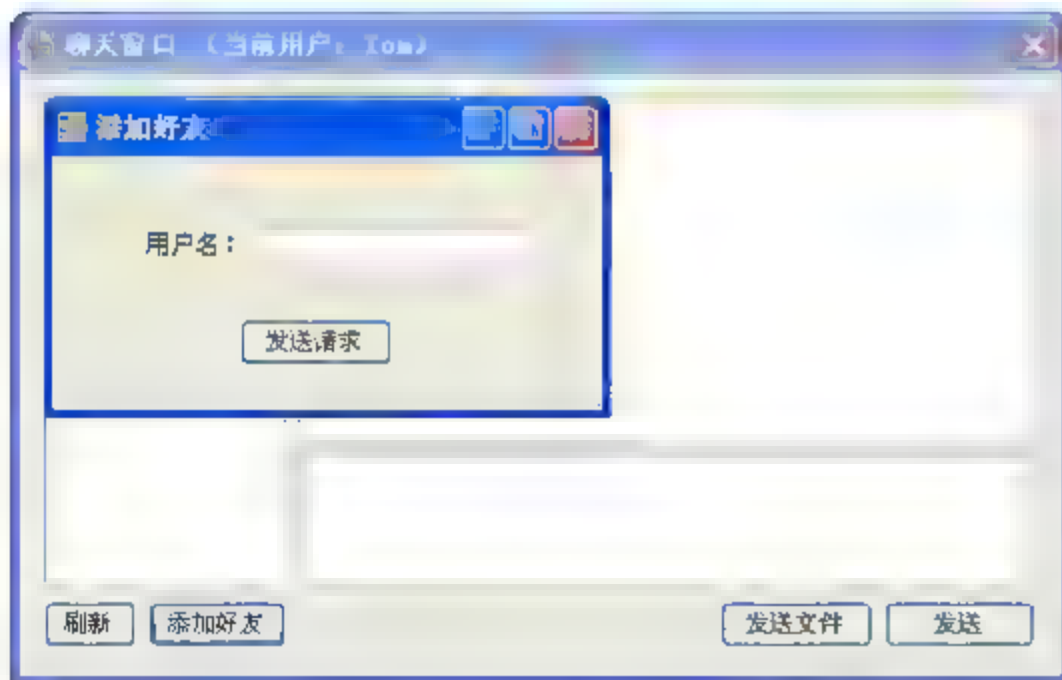 聊天窗口 (当前用户: Tom)
添加好友
用户名:
发送请求
刷新
添加好友
发送文件
发送